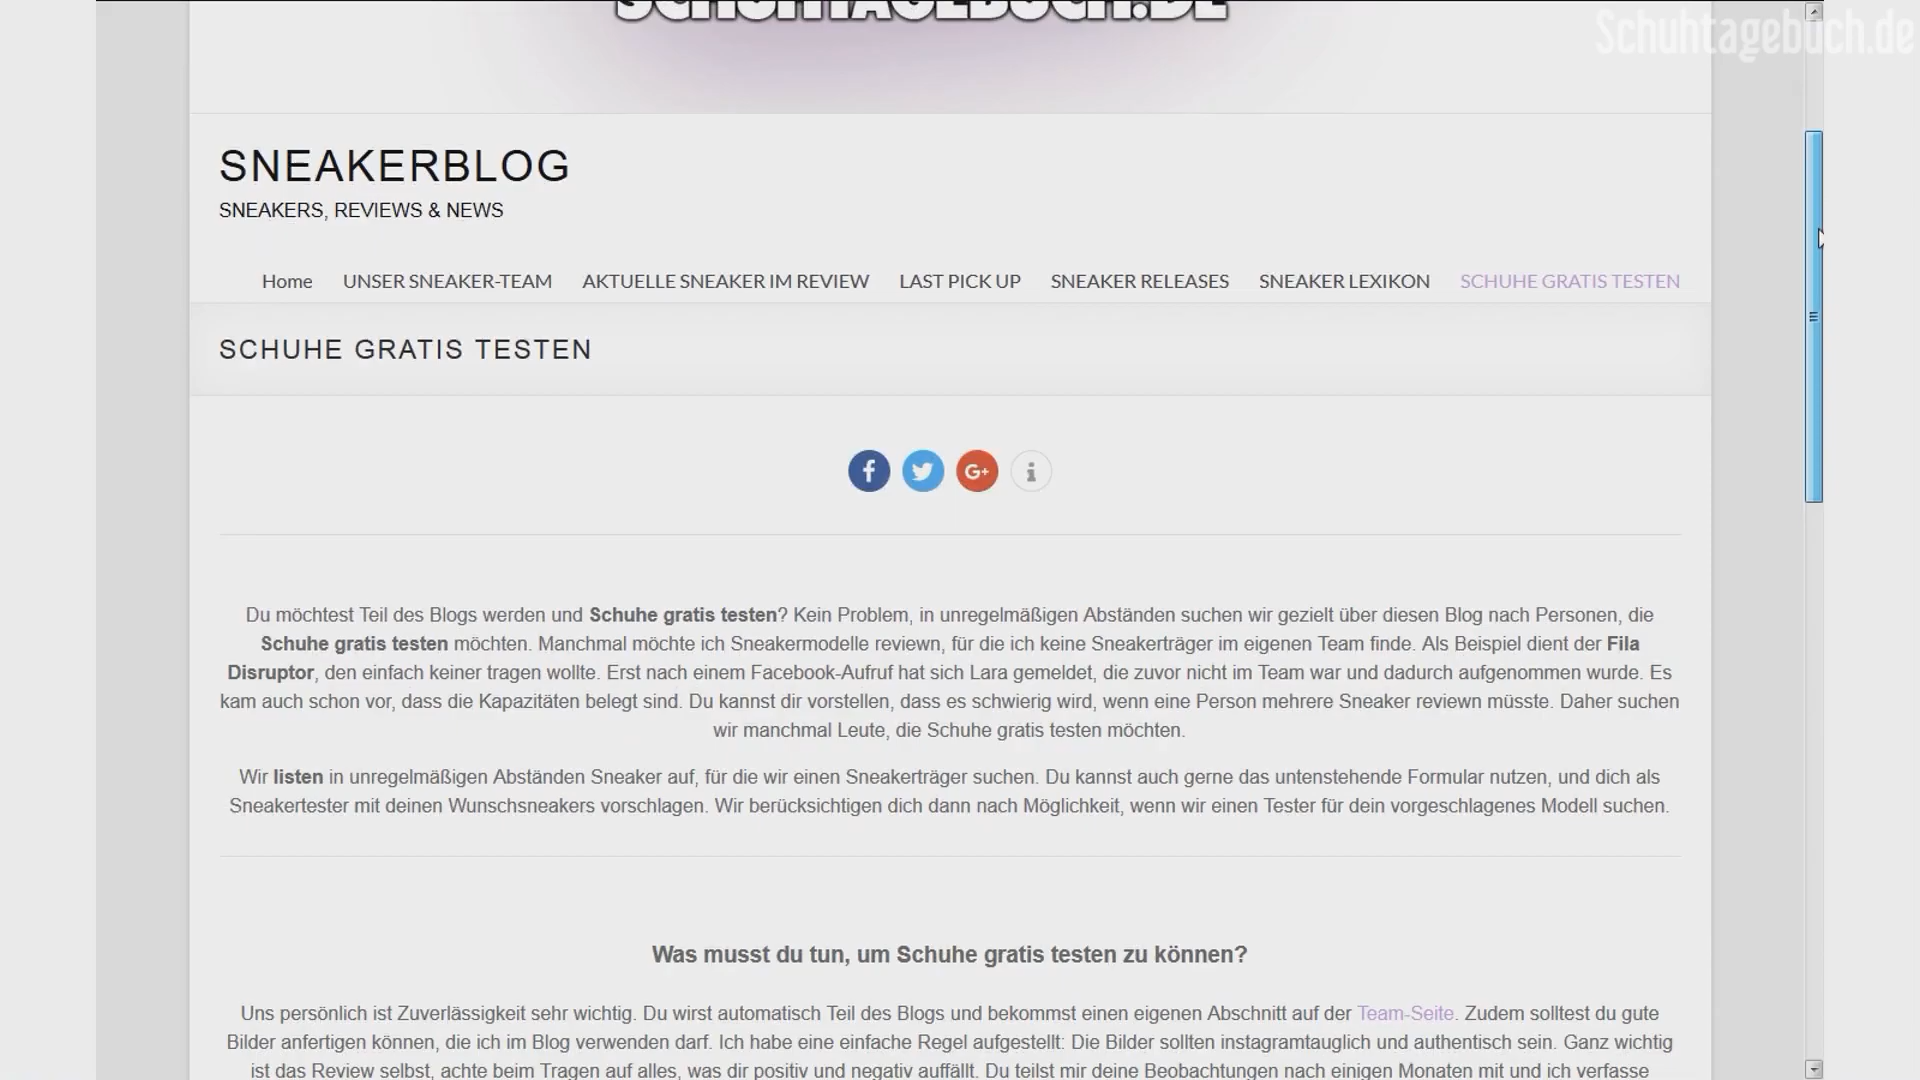 SCHUHTAGEBUCH.DE
Schuhtagebuch.de
SNEAKERBLOG
SNEAKERS, REVIEWS & NEWS
Home UNSER SNEAKER-TEAM AKTUELLE SNEAKER IM REVIEW LAST PICK UP SNEAKER RELEASES SNEAKER LEXIKON SCHUHE GRATIS TESTEN
SCHUHE GRATIS TESTEN
Du möchtest Teil des Blogs werden und Schuhe gratis testen? Kein Problem, in unregelmäßigen Abständen suchen wir gezielt über diesen Blog nach Personen, die
Schuhe gratis testen möchten. Manchmal möchte ich Sneakermodelle reviewn, für die ich keine Sneakerträger im eigenen Team finde. Als Beispiel dient der Fila
Disruptor, den einfach keiner tragen wollte. Erst nach einem Facebook-Aufruf hat sich Lara gemeldet, die zuvor nicht im Team war und dadurch aufgenommen wurde. Es
kam auch schon vor, dass die Kapazitäten belegt sind. Du kannst dir vorstellen, dass es schwierig wird, wenn eine Person mehrere Sneaker reviewn müsste. Daher suchen
wir manchmal Leute, die Schuhe gratis testen möchten.
Wir listen in unregelmäßigen Abständen Sneaker auf, für die wir einen Sneakerträger suchen. Du kannst auch gerne das untenstehende Formular nutzen, und dich als
Sneakertester mit deinen Wunschsneakers vorschlagen. Wir berücksichtigen dich dann nach Möglichkeit, wenn wir einen Tester für dein vorgeschlagenes Modell suchen.
Was musst du tun, um Schuhe gratis testen zu können?
Uns persönlich ist Zuverlässigkeit sehr wichtig. Du wirst automatisch Teil des Blogs und bekommst einen eigenen Abschnitt auf der Team-Seite. Zudem solltest du gute
Bilder anfertigen können, die ich im Blog verwenden darf. Ich habe eine einfache Regel aufgestellt: Die Bilder sollten instagramtauglich und authentisch sein. Ganz wichtig
ist das Review selbst, achte beim Tragen auf alles, was dir positiv und negativ auffällt. Du teilst mir deine Beobachtungen nach einigen Monaten mit und ich verfasse